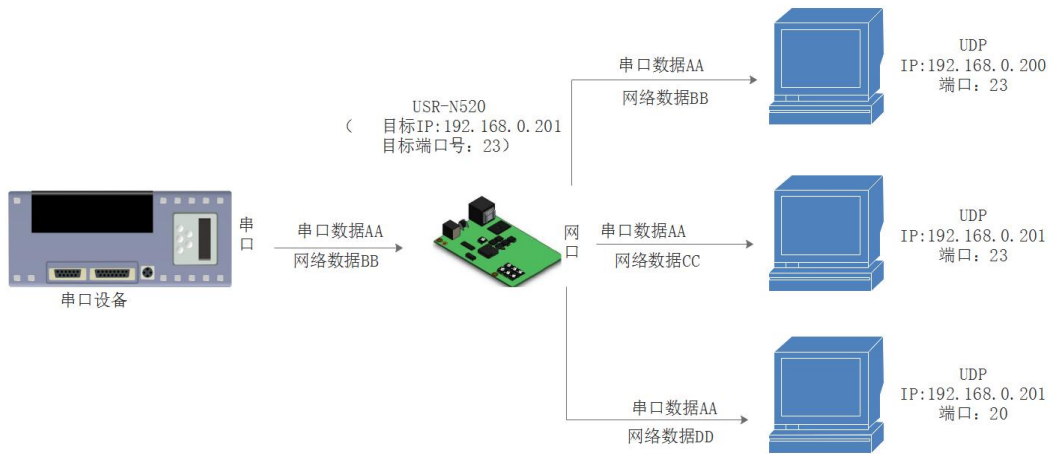 串口数据AA
网络数据BB
UDP
IP:192.168.0.200
端口: 23
USR-N520
( 目标IP:192.168.0.201
目标端口号: 23)
串口
串口数据AA
网络数据BB
网口
串口数据AA
网络数据CC
UDP
IP:192.168.0.201
端口: 23
串口设备
串口数据AA
网络数据DD
UDP
IP:192.168.0.201
端口: 20